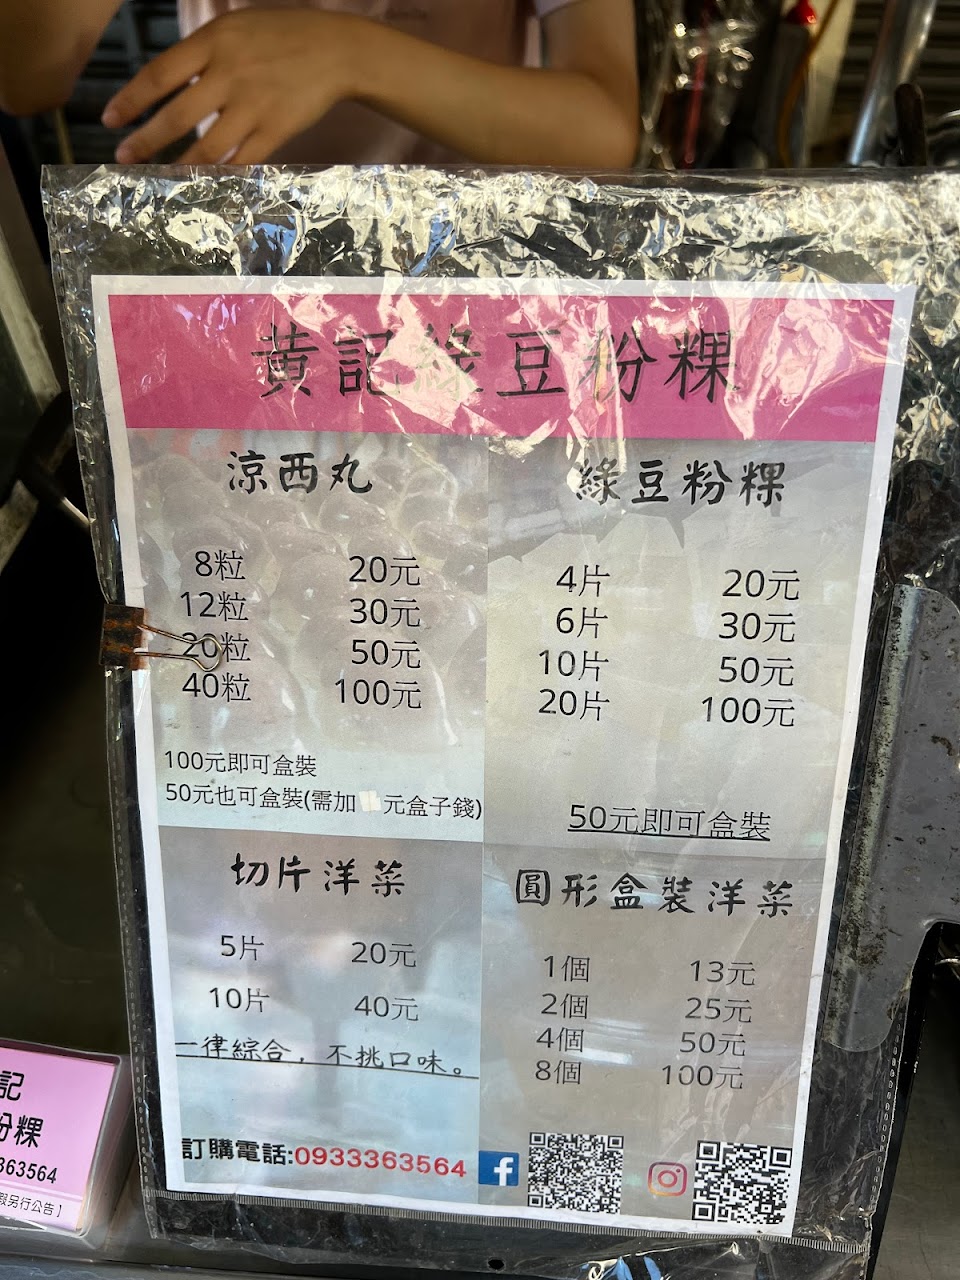 黃記綠豆粉粿
涼西丸
8粒 20元
12粒 30元
20粒 50元
40粒 100元
100元即可盒裝
50元也可盒裝(需加 元盒子錢)
綠豆粉粿
4片 20元
6片 30元
10片 50元
20片 100元
50元即可盒裝
切片洋菜
5片 20元
10片 40元
一律綜合，不挑口味。
圓形盒裝洋菜
1個 13元
2個 25元
4個 50元
8個 100元
訂購電話:0933363564
記
粉粿
363564
假另行公告】